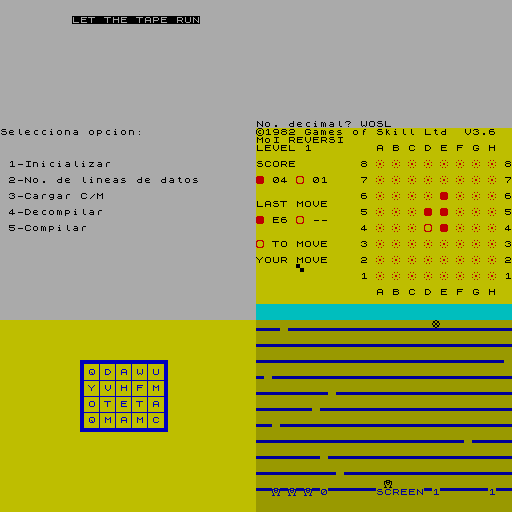 LET THE TAPE RUN
No. decimal? WOSL
Selecciona opcion:
1-Inicializar
2-No. de lineas de datos
3-Cargar C/M
4-Decompilar
5-Compilar
©1982 Games of Skill Ltd V3.6
MoI REVERSI
LEVEL 1
A B C D E F G H
SCORE
8 8
04 01
7 7
6 6
LAST MOVE
5 5
E6 --
4 4
TO MOVE
3 3
YOUR MOVE
2 2
1 1
A B C D E F G H
Q D A W U
Y V H F M
O T E T A
Q M A M C
0 SCREEN 1 1